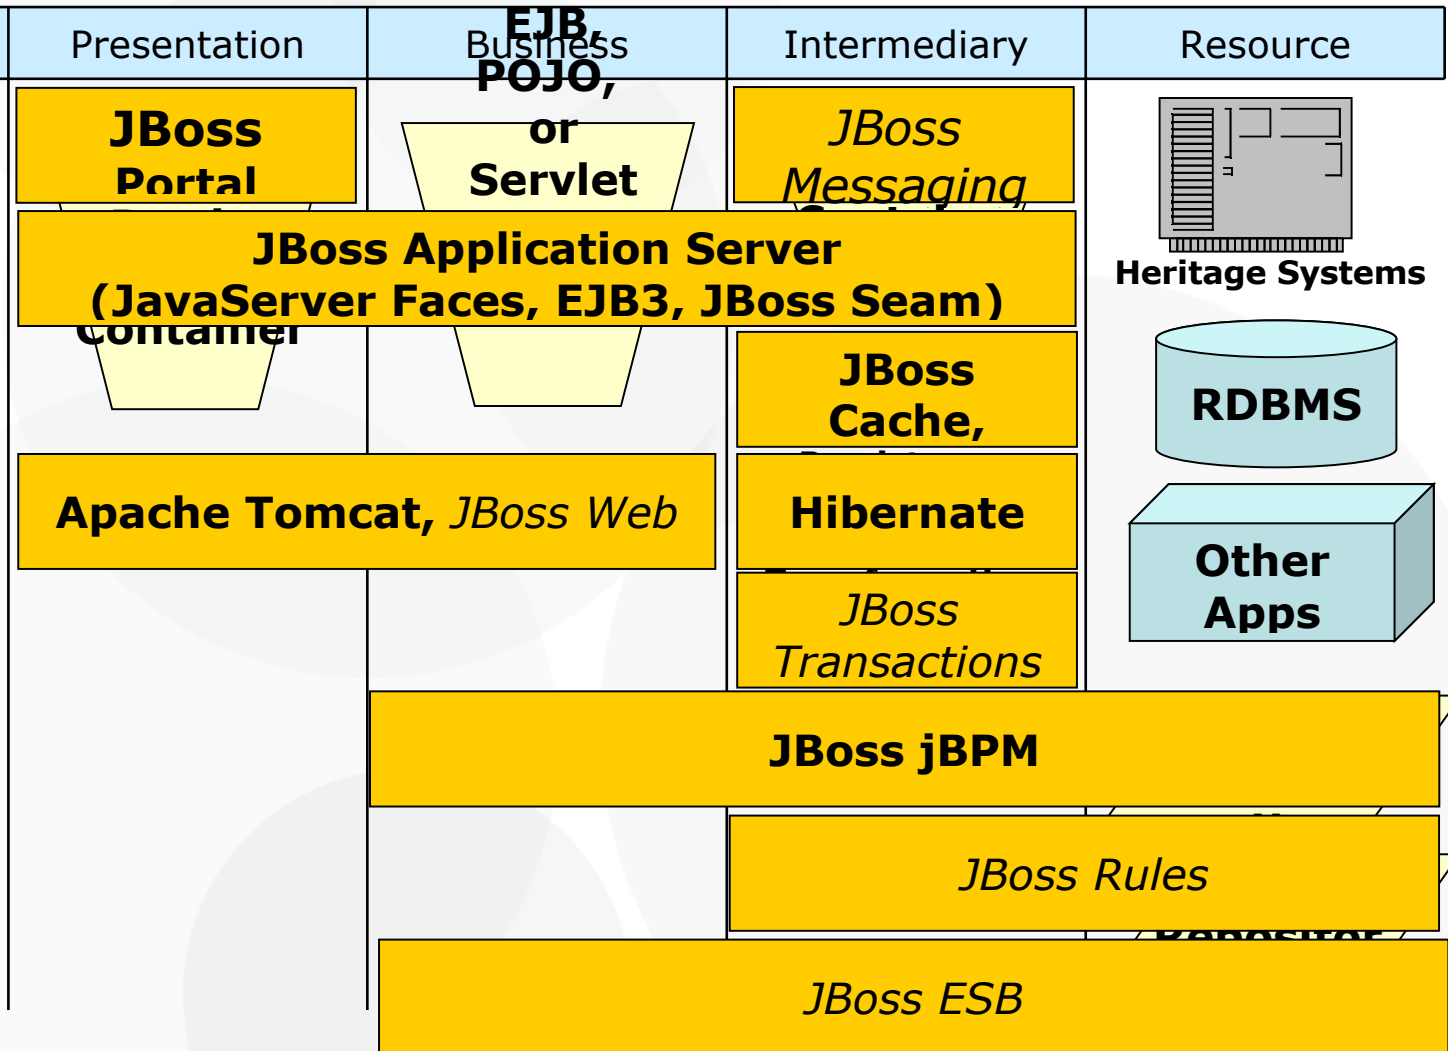 Presentation
Business
Intermediary
Resource
EJB,
POJO,
or
Servlet
JBoss
Portal
JBoss
Messaging
Heritage Systems
JBoss Application Server
(JavaServer Faces, EJB3, JBoss Seam)
Container
JBoss
Cache,
RDBMS
Apache Tomcat, JBoss Web
Hibernate
Other
Apps
JBoss
Transactions
JBoss jBPM
JBoss Rules
Repositor
JBoss ESB